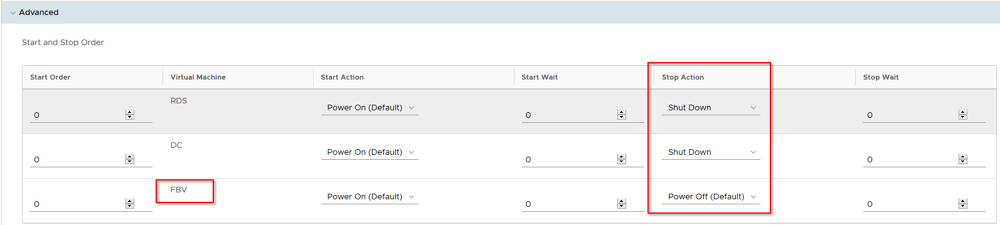 Advanced
Start and Stop Order
Start Order Virtual Machine Start Action Start Wait Stop Action Stop Wait
0 RDS Power On (Default) 0 Shut Down 0
0 DC Power On (Default) 0 Shut Down 0
0 FBV Power On (Default) 0 Power Off (Default) 0